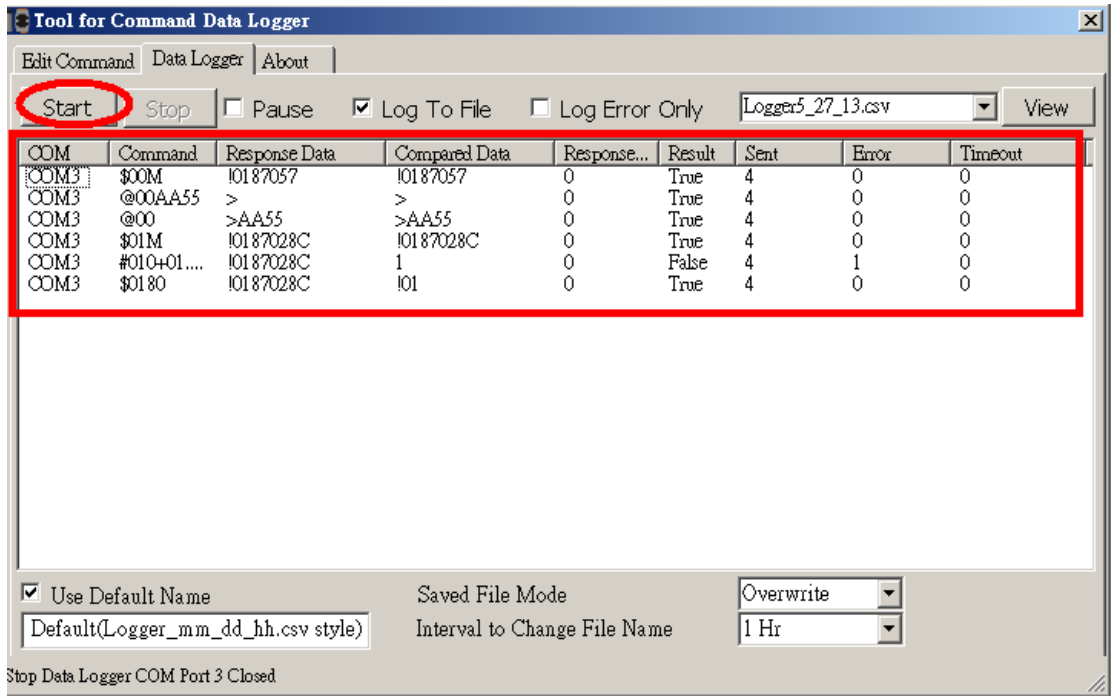 Tool for Command Data Logger
Edit Command Data Logger About
Start Stop Pause Log To File Log Error Only Logger5_27_13.csv View
COM Command Response Data Compared Data Response... Result Sent Error Timeout
COM3 $00M !0187057 !0187057 0 True 4 0 0
COM3 @00AA55 > > 0 True 4 0 0
COM3 @00 >AA55 >AA55 0 True 4 0 0
COM3 $01M !0187028C !0187028C 0 True 4 0 0
COM3 #010+01.... !0187028C 1 0 False 4 1 0
COM3 $0180 !0187028C !01 0 True 4 0 0
Use Default Name Saved File Mode Overwrite
Default(Logger_mm_dd_hh.csv style) Interval to Change File Name 1 Hr
Stop Data Logger COM Port 3 Closed